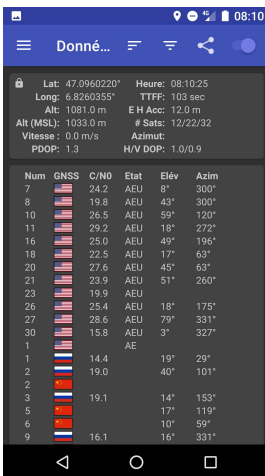 4G 08:10
Donné...
Lat: 47.0960220° Heure: 08:10:25
Long: 6.8260355° TTFF: 103 sec
Alt: 1081.0 m E H Acc: 12.0 m
Alt (MSL): 1033.0 m # Sats: 12/22/32
Vitesse : 0.0 m/s Azimut:
PDOP: 1.3 H/V DOP: 1.0/0.9
Num GNSS C/N0 Etat Elév Azim
7 24.2 AEU 8° 300°
8 19.8 AEU 43° 300°
10 26.5 AEU 59° 120°
11 29.2 AEU 18° 272°
16 25.0 AEU 49° 196°
18 22.5 AEU 17° 63°
20 27.6 AEU 45° 63°
21 23.9 AEU 51° 260°
23 19.9 AEU
26 25.4 AEU 18° 175°
27 28.6 AEU 79° 331°
30 15.8 AEU 3° 327°
1 AE
1 14.4 19° 29°
2 19.0 40° 101°
2
3 19.1 14° 153°
5 17° 119°
6 10° 59°
9 16.1 16° 331°